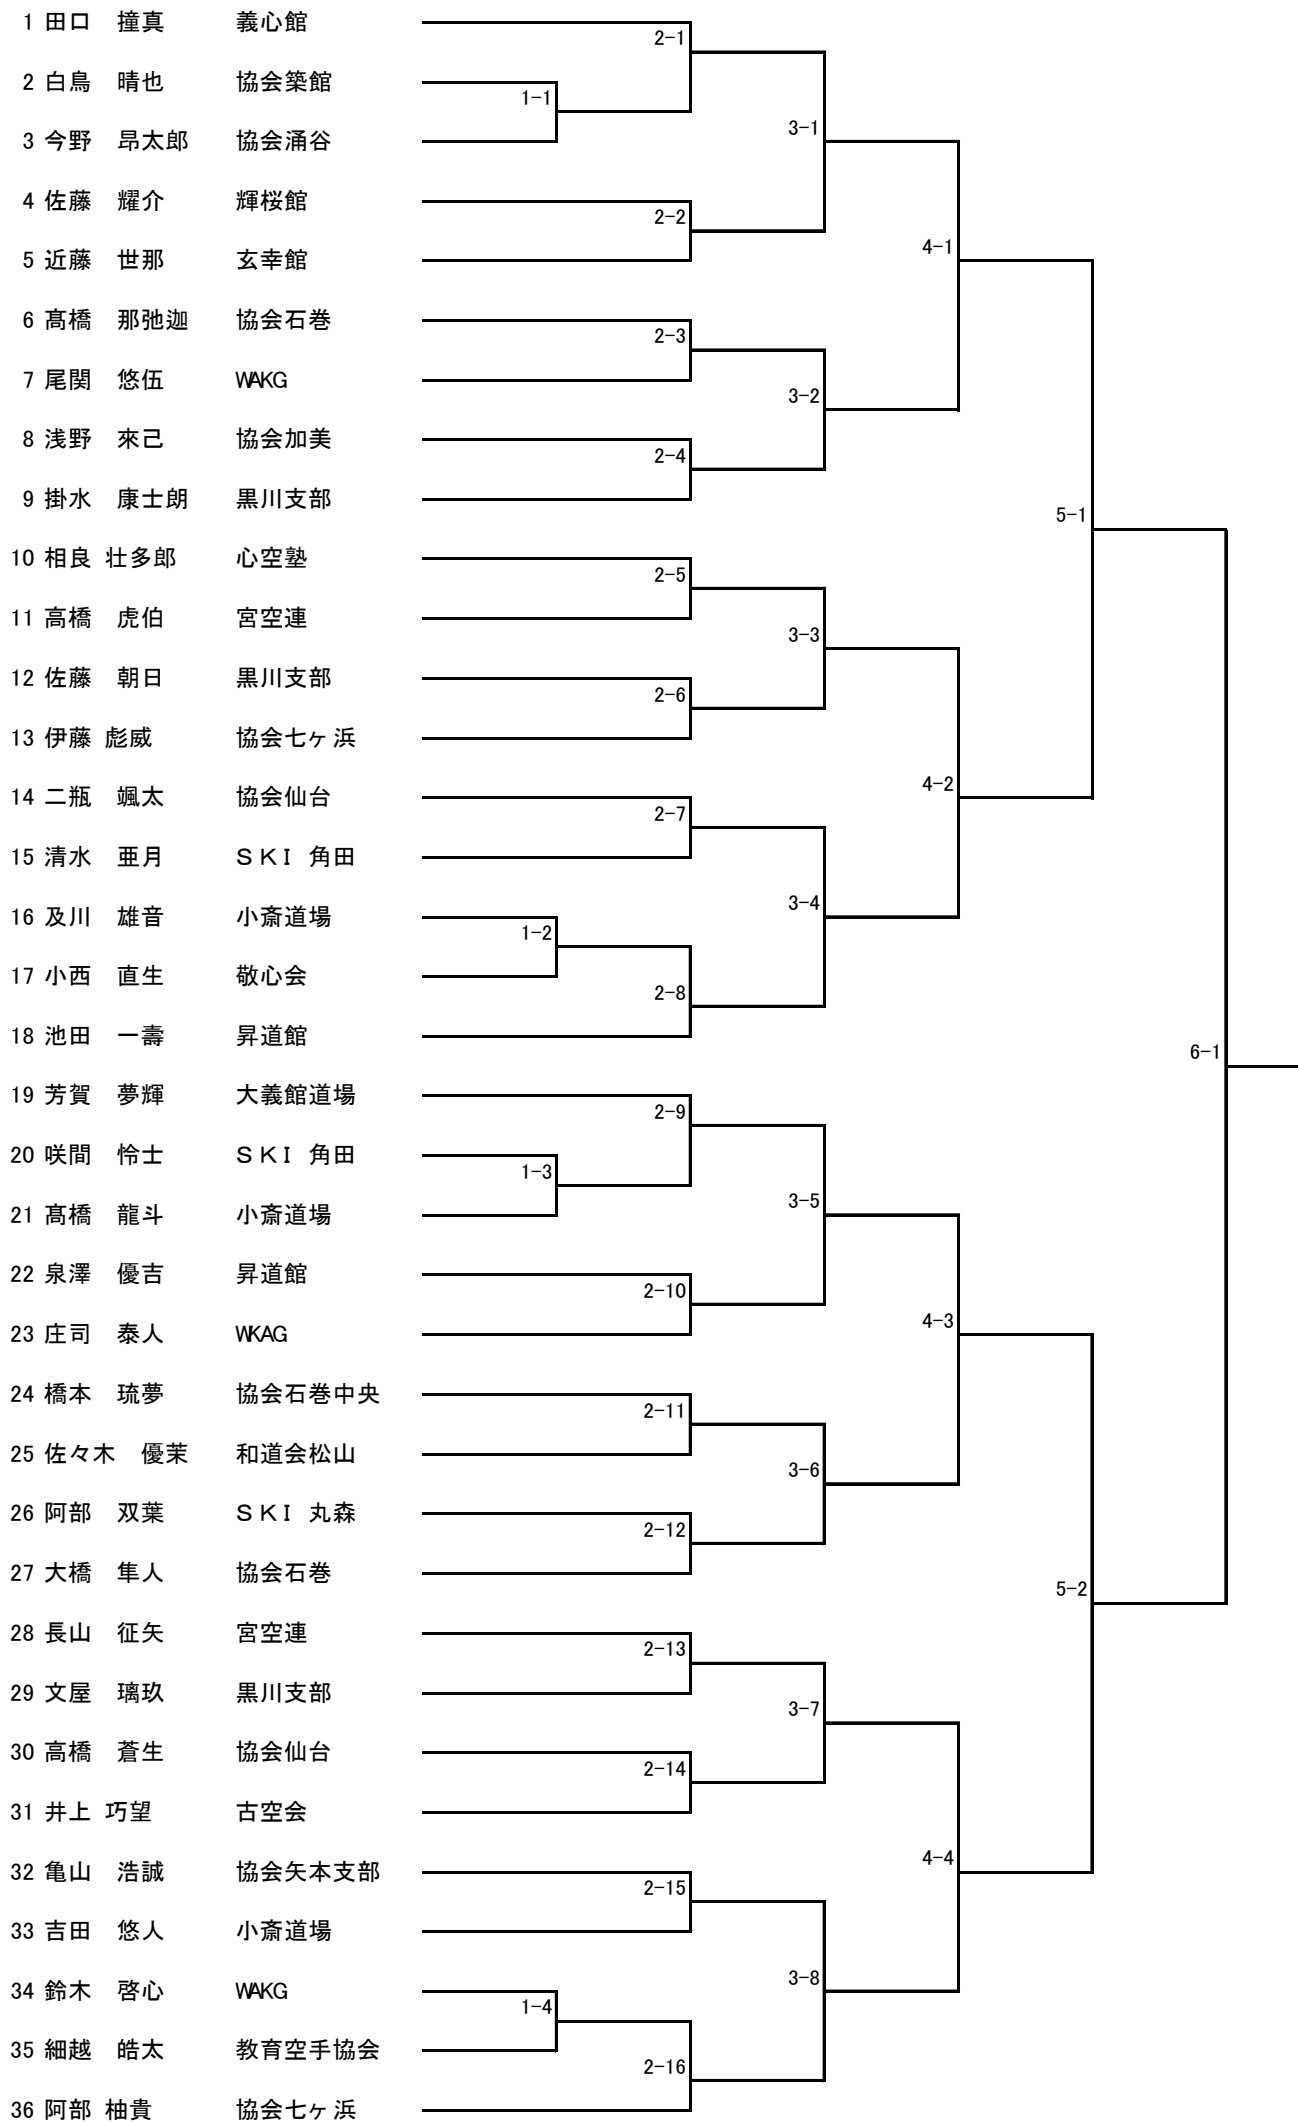 1 田口　撞真　義心館
2-1
2 白鳥　晴也　協会築館
1-1
3 今野　昂太郎　協会涌谷
3-1
4 佐藤　耀介　輝桜館
2-2
4-1
5 近藤　世那　玄幸館
6 髙橋　那弛迦　協会石巻
2-3
7 尾関　悠伍　WAKG
3-2
8 浅野　來己　協会加美
2-4
9 掛水　康士朗　黒川支部
5-1
10 相良 壮多郎　心空塾
2-5
11 高橋　虎伯　宮空連
3-3
12 佐藤　朝日　黒川支部
2-6
13 伊藤 彪威　協会七ヶ浜
4-2
14 二瓶　颯太　協会仙台
2-7
15 清水　亜月　ＳＫＩ 角田
3-4
16 及川　雄音　小斎道場
1-2
17 小西　直生　敬心会
2-8
18 池田　一壽　昇道館
6-1
19 芳賀　夢輝　大義館道場
2-9
20 咲間　怜士　ＳＫＩ 角田
1-3
3-5
21 髙橋　龍斗　小斎道場
22 泉澤　優吉　昇道館
2-10
4-3
23 庄司　泰人　WKAG
24 橋本　琉夢　協会石巻中央
2-11
25 佐々木　優茉　和道会松山
3-6
26 阿部　双葉　ＳＫＩ 丸森
2-12
27 大橋　隼人　協会石巻
5-2
28 長山　征矢　宮空連
2-13
29 文屋　璃玖　黒川支部
3-7
30 高橋　蒼生　協会仙台
2-14
31 井上 巧望　古空会
4-4
32 亀山　浩誠　協会矢本支部
2-15
33 吉田　悠人　小斎道場
3-8
34 鈴木　啓心　WAKG
1-4
35 細越　皓太　教育空手協会
2-16
36 阿部 柚貴　協会七ヶ浜